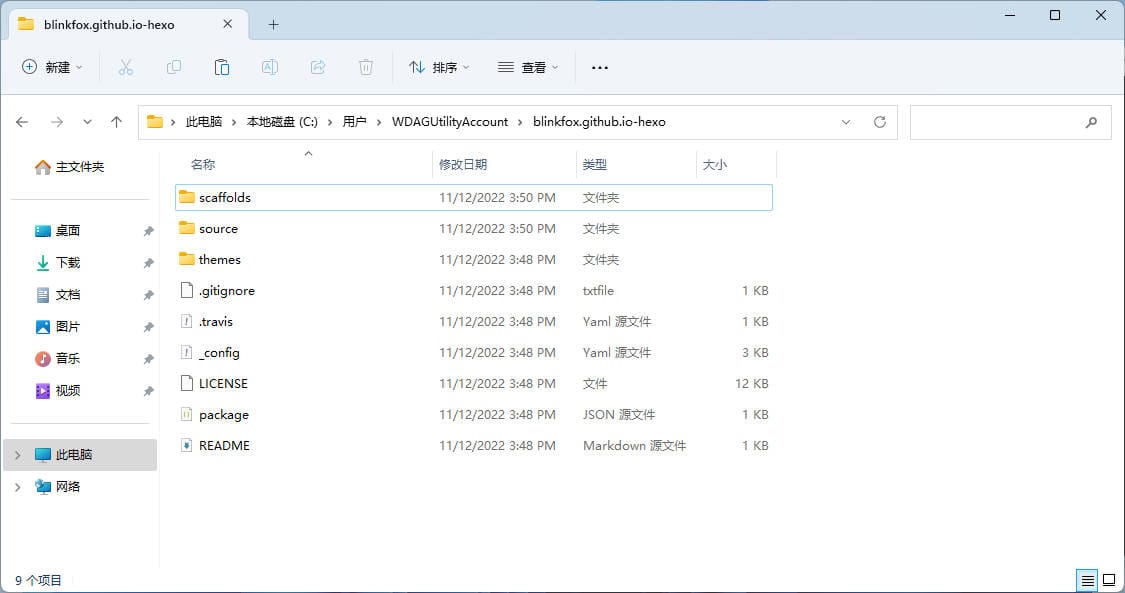 blinkfox.github.io-hexo
新建
排序
查看
此电脑 本地磁盘 (C:) 用户 WDAGUtilityAccount blinkfox.github.io-hexo
主文件夹
桌面
下载
文档
图片
音乐
视频
此电脑
网络
名称 修改日期 类型 大小
scaffolds 11/12/2022 3:50 PM 文件夹
source 11/12/2022 3:50 PM 文件夹
themes 11/12/2022 3:48 PM 文件夹
.gitignore 11/12/2022 3:48 PM txtfile 1 KB
.travis 11/12/2022 3:48 PM Yaml 源文件 1 KB
_config 11/12/2022 3:48 PM Yaml 源文件 3 KB
LICENSE 11/12/2022 3:48 PM 文件 12 KB
package 11/12/2022 3:48 PM JSON 源文件 1 KB
README 11/12/2022 3:48 PM Markdown 源文件 1 KB
9 个项目